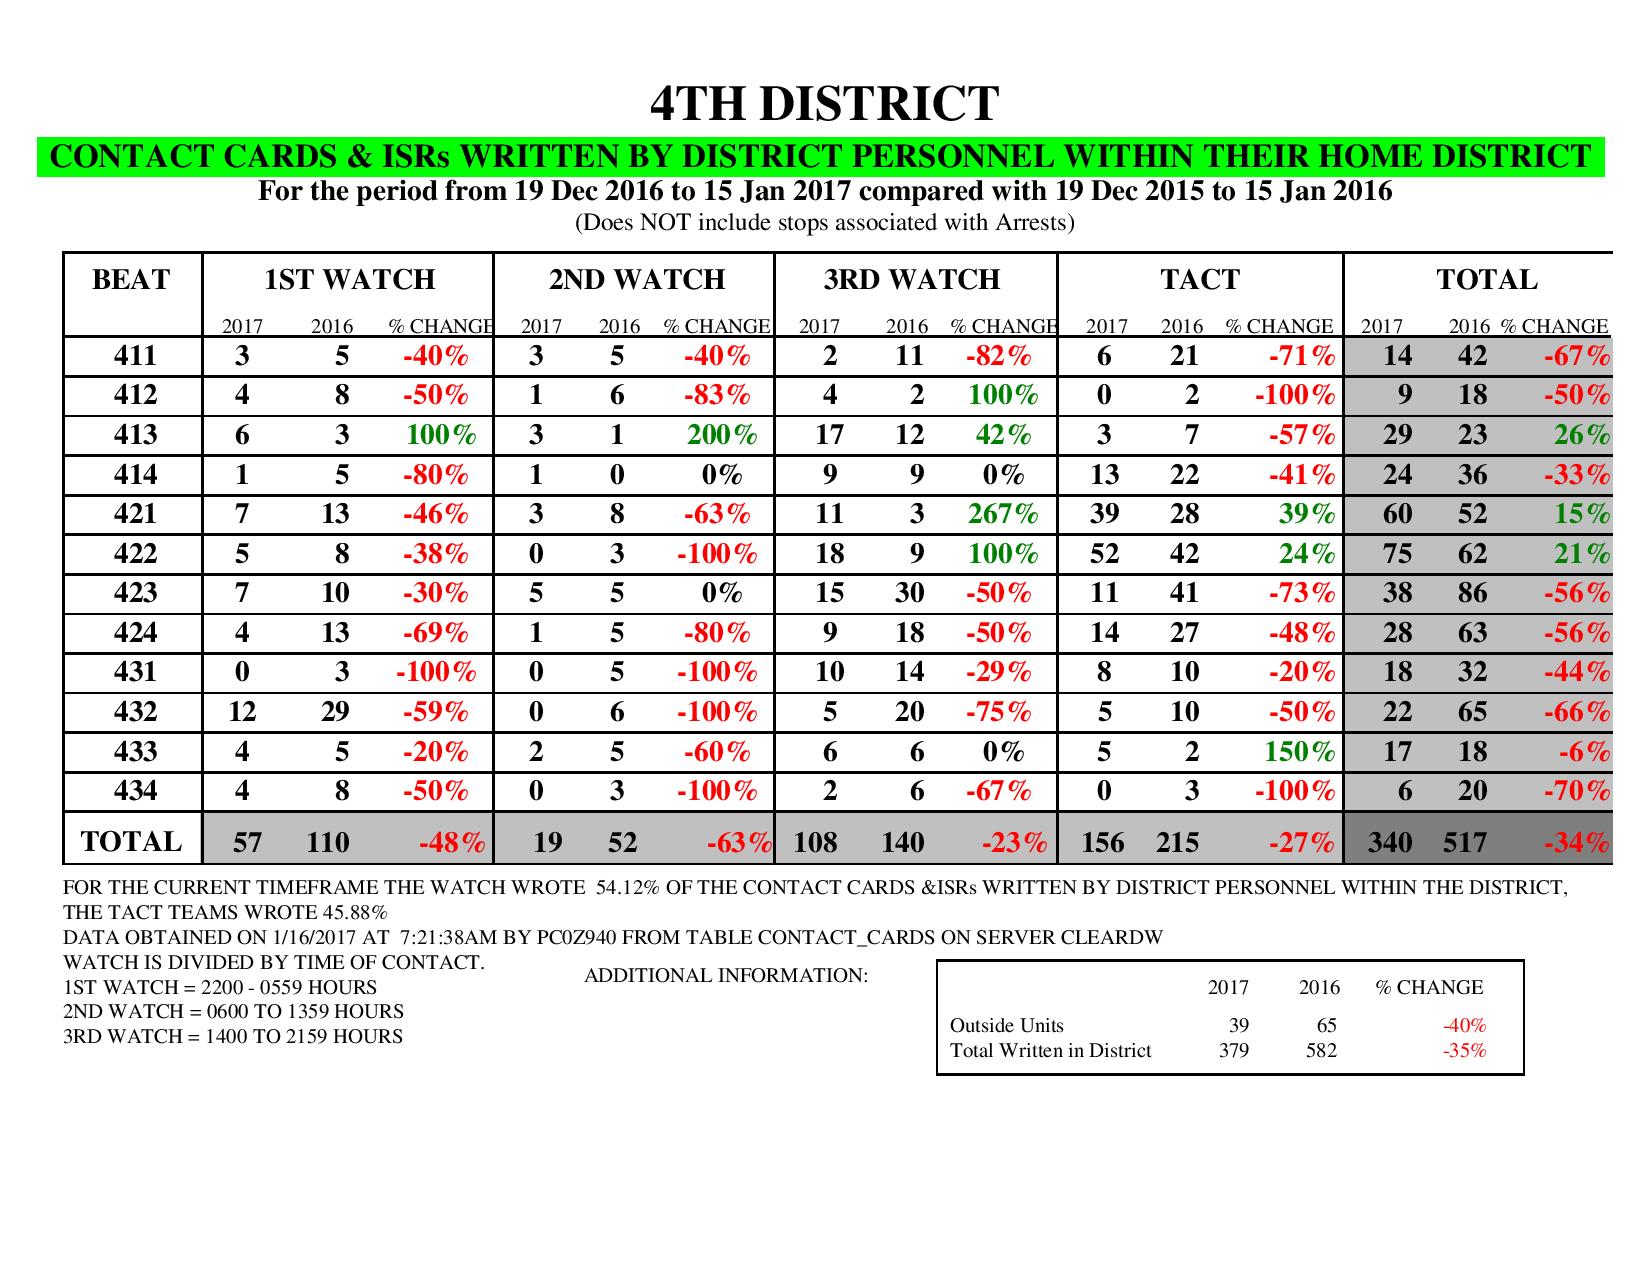 4TH DISTRICT
CONTACT CARDS & ISRs WRITTEN BY DISTRICT PERSONNEL WITHIN THEIR HOME DISTRICT
For the period from 19 Dec 2016 to 15 Jan 2017 compared with 19 Dec 2015 to 15 Jan 2016
(Does NOT include stops associated with Arrests)
BEAT 1ST WATCH 2ND WATCH 3RD WATCH TACT TOTAL
2017 2016 % CHANGE 2017 2016 % CHANGE 2017 2016 % CHANGE 2017 2016 % CHANGE 2017 2016 % CHANGE
411 3 5 -40% 3 5 -40% 2 11 -82% 6 21 -71% 14 42 -67%
412 4 8 -50% 1 6 -83% 4 2 100% 0 2 -100% 9 18 -50%
413 6 3 100% 3 1 200% 17 12 42% 3 7 -57% 29 23 26%
414 1 5 -80% 1 0 0% 9 9 0% 13 22 -41% 24 36 -33%
421 7 13 -46% 3 8 -63% 11 3 267% 39 28 39% 60 52 15%
422 5 8 -38% 0 3 -100% 18 9 100% 52 42 24% 75 62 21%
423 7 10 -30% 5 5 0% 15 30 -50% 11 41 -73% 38 86 -56%
424 4 13 -69% 1 5 -80% 9 18 -50% 14 27 -48% 28 63 -56%
431 0 3 -100% 0 5 -100% 10 14 -29% 8 10 -20% 18 32 -44%
432 12 29 -59% 0 6 -100% 5 20 -75% 5 10 -50% 22 65 -66%
433 4 5 -20% 2 5 -60% 6 6 0% 5 2 150% 17 18 -6%
434 4 8 -50% 0 3 -100% 2 6 -67% 0 3 -100% 6 20 -70%
TOTAL 57 110 -48% 19 52 -63% 108 140 -23% 156 215 -27% 340 517 -34%
FOR THE CURRENT TIMEFRAME THE WATCH WROTE 54.12% OF THE CONTACT CARDS &ISRs WRITTEN BY DISTRICT PERSONNEL WITHIN THE DISTRICT,
THE TACT TEAMS WROTE 45.88%
DATA OBTAINED ON 1/16/2017 AT 7:21:38AM BY PC0Z940 FROM TABLE CONTACT_CARDS ON SERVER CLEARDW
WATCH IS DIVIDED BY TIME OF CONTACT.
1ST WATCH = 2200 - 0559 HOURS
2ND WATCH = 0600 TO 1359 HOURS
3RD WATCH = 1400 TO 2159 HOURS
ADDITIONAL INFORMATION:
2017 2016 % CHANGE
Outside Units 39 65 -40%
Total Written in District 379 582 -35%